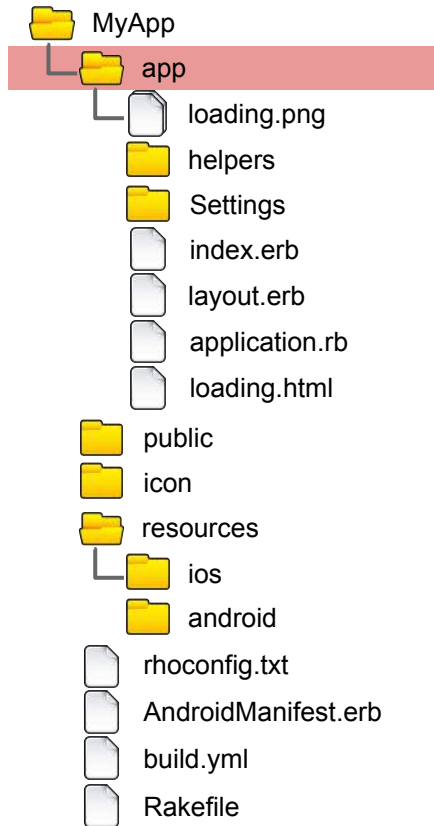 MyApp
app
loading.png
helpers
Settings
index.erb
layout.erb
application.rb
loading.html
public
icon
resources
ios
android
rhoconfig.txt
AndroidManifest.erb
build.yml
Rakefile